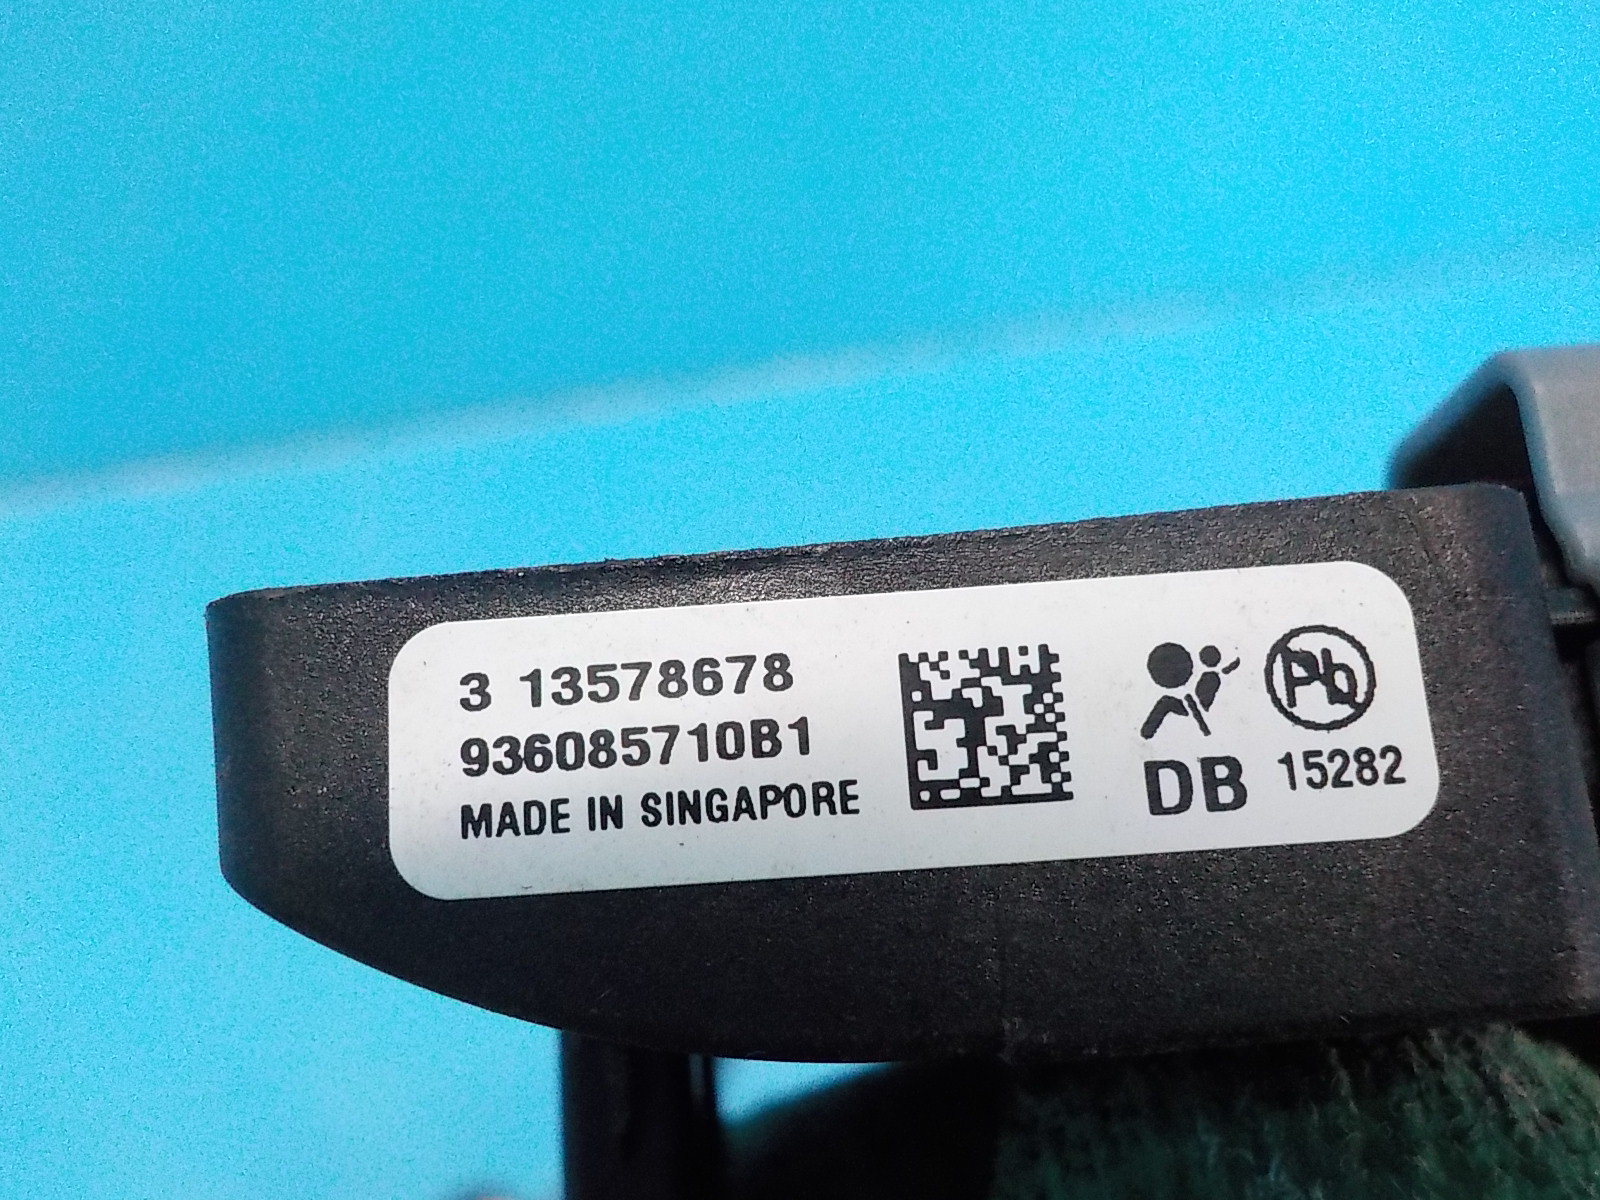 3 13578678
936085710B1
MADE IN SINGAPORE
Pb
DB 15282